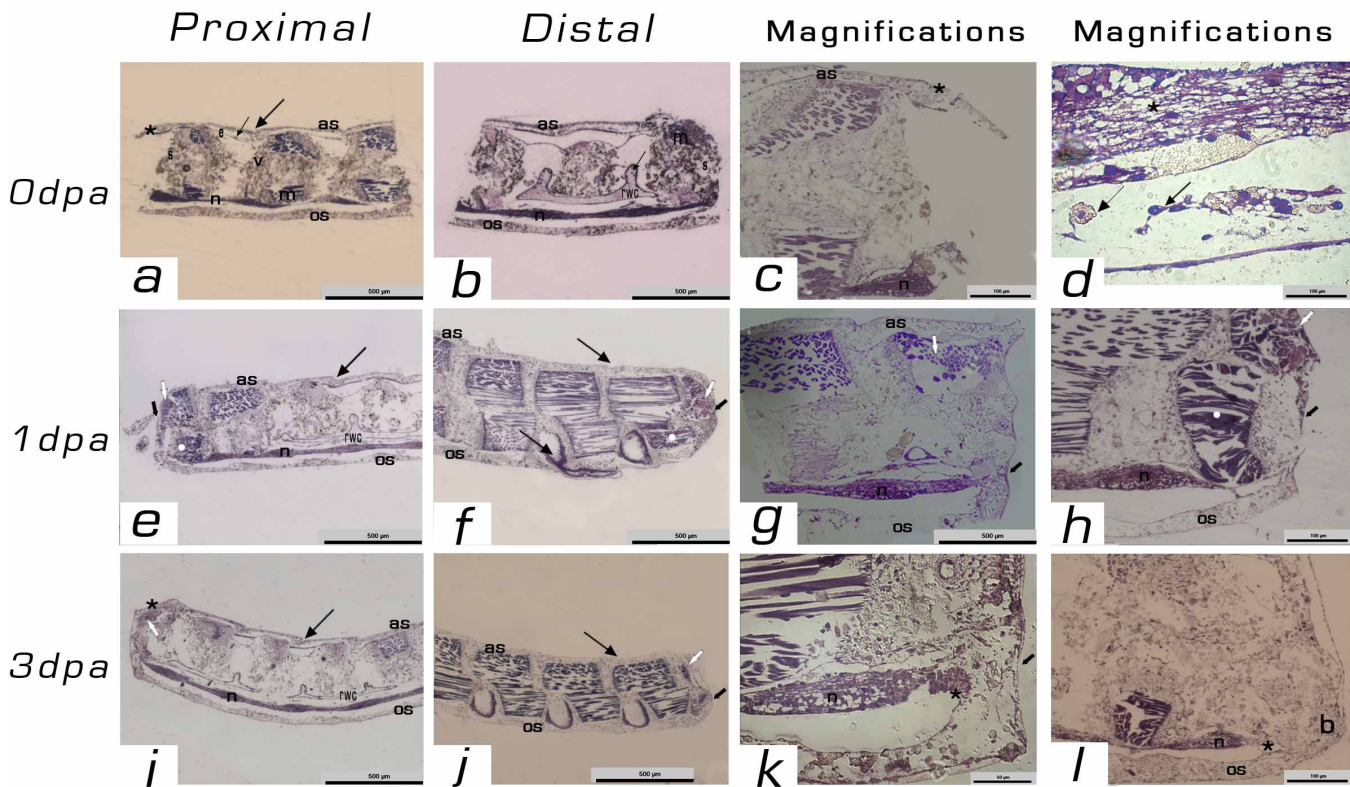 Proximal Distal Magnifications Magnifications
0dpa
* e as
s v
n m
os
a
500 µm
as m
s
rwc
n
os
b
500 µm
as *
n
c
100 µm
*
d
100 µm
1dpa
as
rwc
n
os
e
500 µm
as
os
f
500 µm
as
n
os
g
500 µm
n
os
h
100 µm
3dpa
*
as
rwc
n
os
i
500 µm
as
os
j
500 µm
n
*
k
50 µm
b
n *
os
l
100 µm